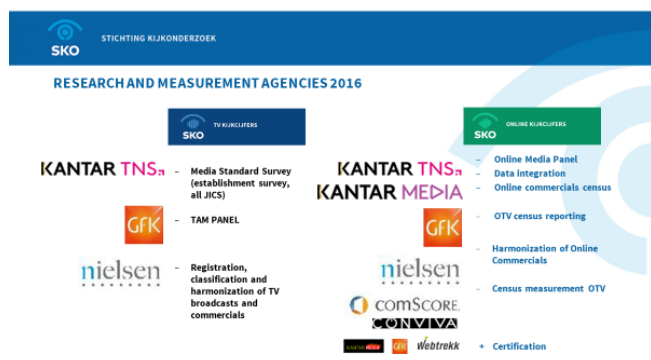 SKO
STICHTING KIJKONDERZOEK
RESEARCH AND MEASUREMENT AGENCIES 2016
SKO
TV KIJKCIJFERS
KANTAR TNS
– Media Standard Survey
(establishment survey,
all JICS)
GfK
– TAM PANEL
nielsen
– Registration,
classification and
harmonization of TV
broadcasts and
commercials
SKO
ONLINE KIJKCIJFERS
KANTAR TNS
KANTAR MEDIA
– Online Media Panel
– Data integration
– Online commercials census
GfK
– OTV census reporting
nielsen
– Harmonization of Online
Commercials
comScore
CONVIVA
– Census measurement OTV
KANTAR MEDIA
GfK
Webtrekk
+ Certification